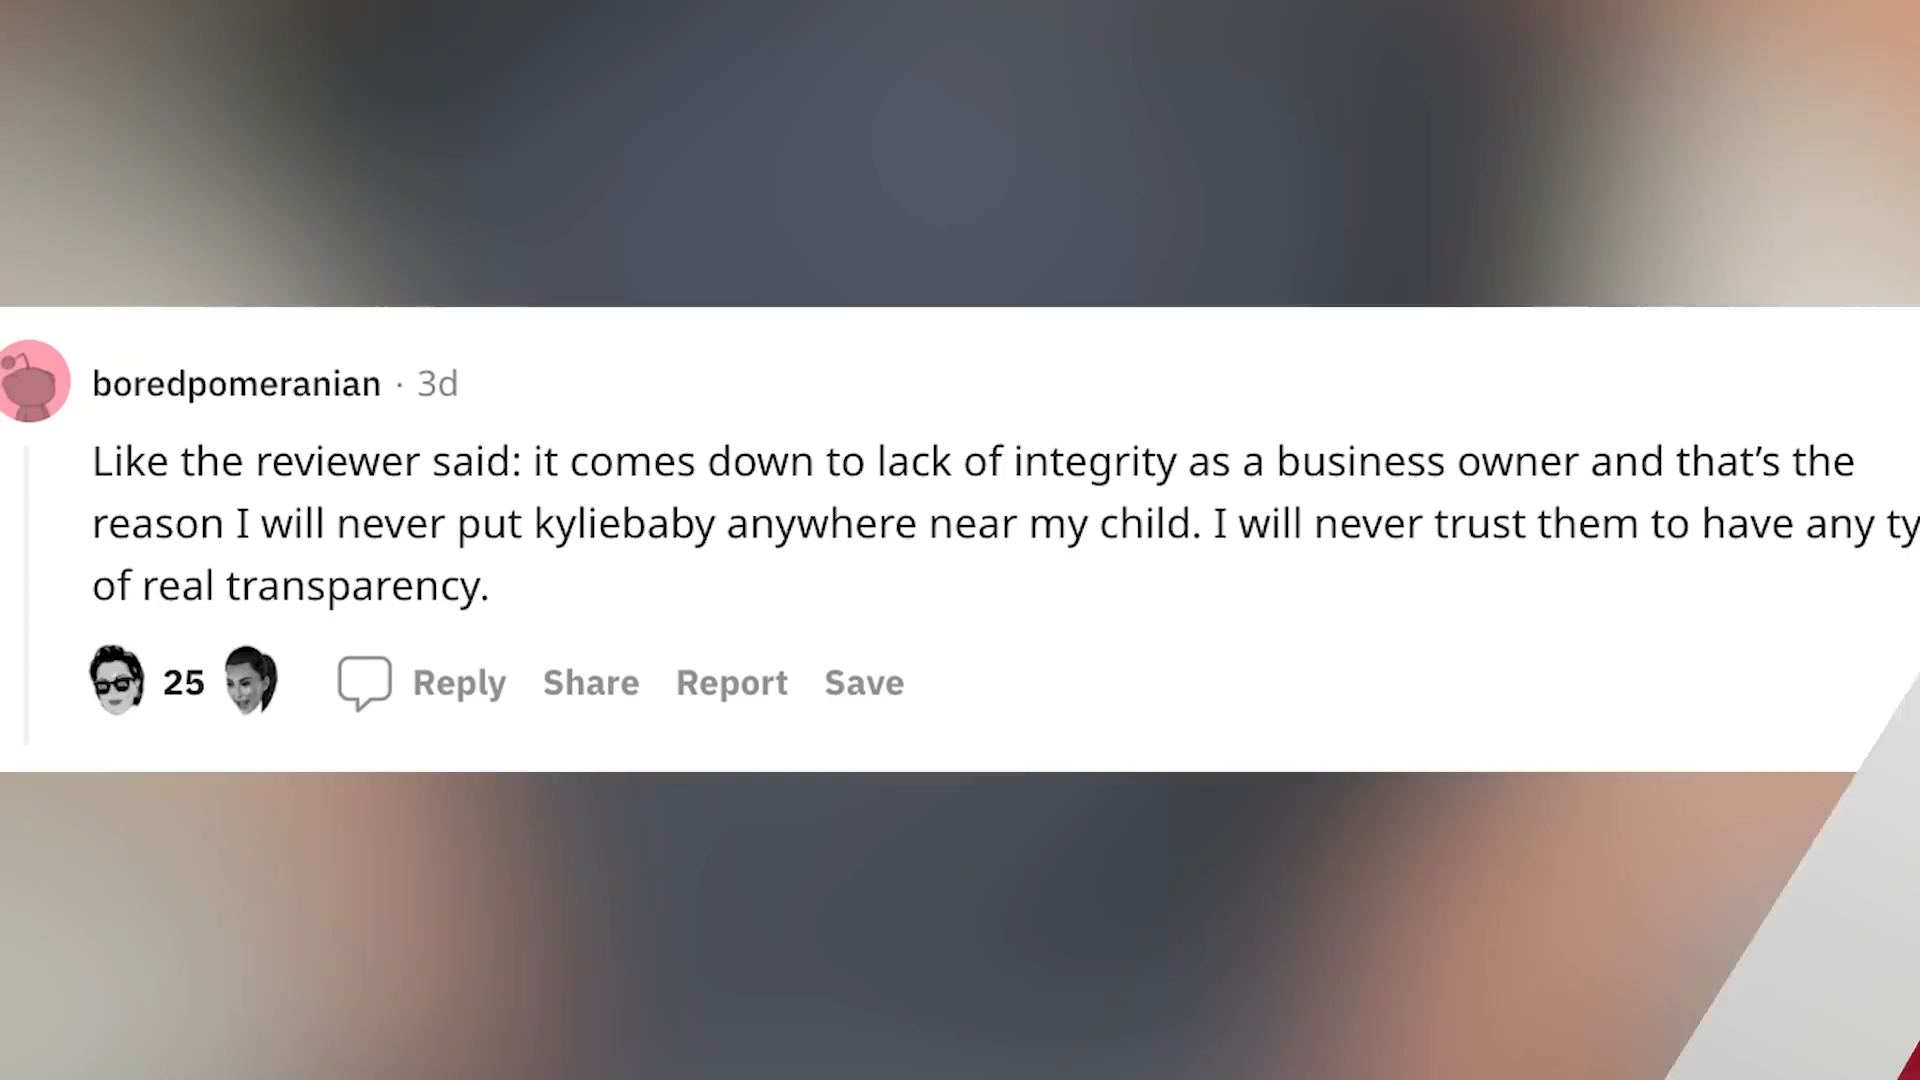 boredpomeranian · 3d
Like the reviewer said: it comes down to lack of integrity as a business owner and that’s the
reason I will never put kyliebaby anywhere near my child. I will never trust them to have any
of real transparency.
25 Reply Share Report Save